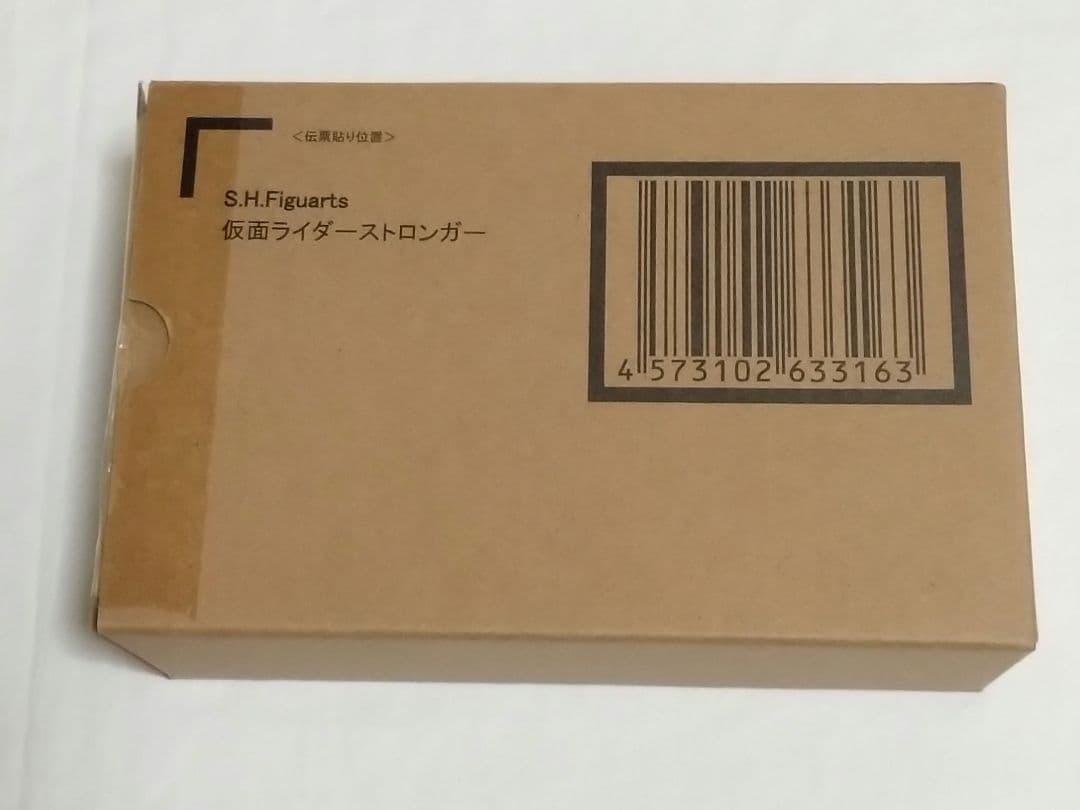 <伝票貼り位置>
S.H.Figuarts
仮面ライダーストロンガー
4 573102 633163